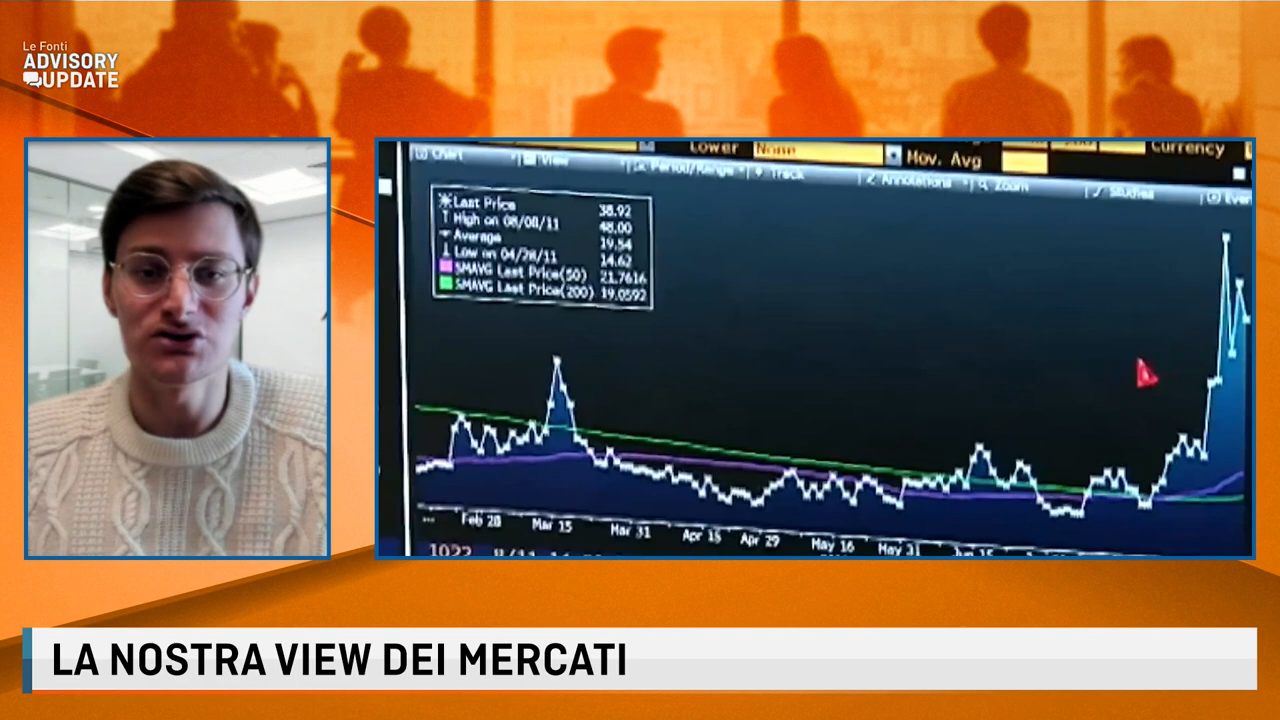 Le Fonti
ADVISORY
UPDATE
Lower None Currency
Mov. Avg
Chart View Period/Range Track Annotations Zoom Studies
Last Price 38.92
High on 08/08/11 48.00
Average 19.54
Low on 04/28/11 14.62
SMAVG Last Price(50) 21.7616
SMAVG Last Price(200) 19.0592
... Feb 28 Mar 15 Mar 31 Apr 15 Apr 29 May 16 May 31 Jun 15
LA NOSTRA VIEW DEI MERCATI